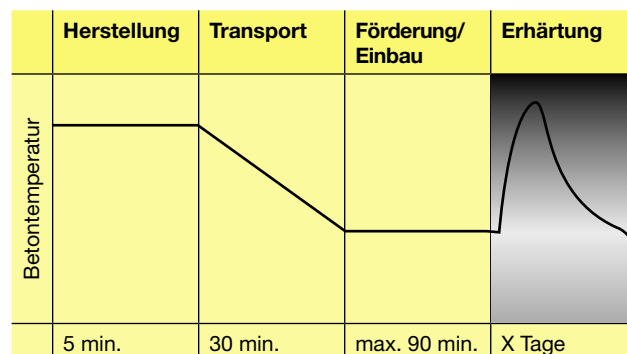 Herstellung
Transport
Förderung/
Einbau
Erhärtung
Betontemperatur
5 min.
30 min.
max. 90 min.
X Tage